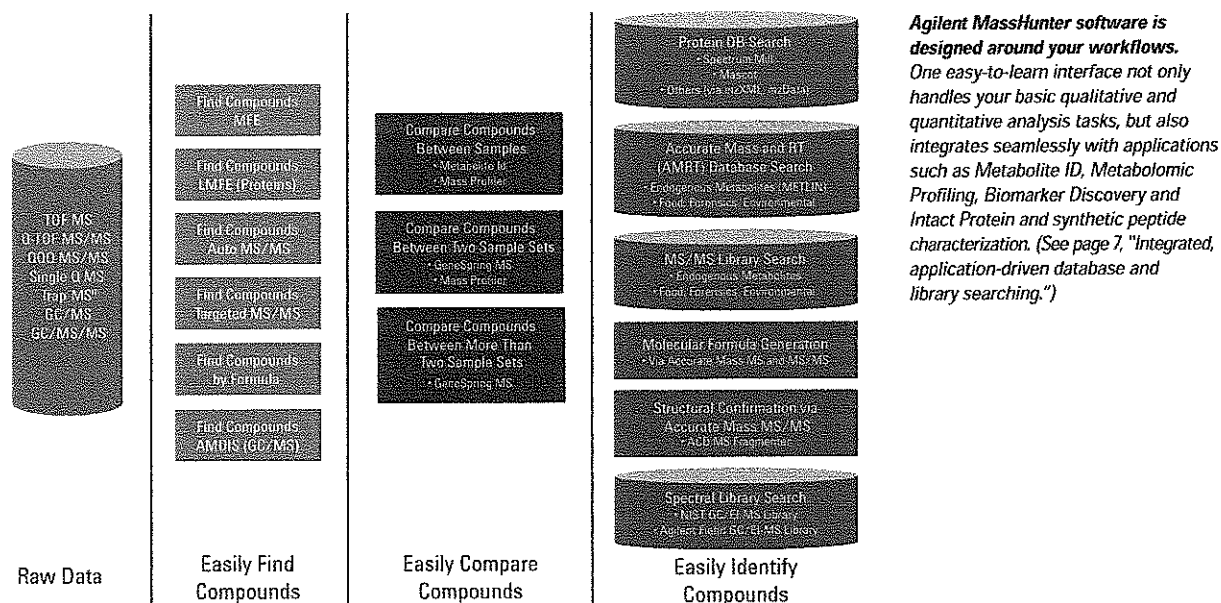 TOF MS
Q-TOF MS/MS
QQQ MS/MS
Single Q MS
Trap MSⁿ
GC/MS
GC/MS/MS
Raw Data
Find Compounds
MFE
Find Compounds
LMFE (Proteins)
Find Compounds
Auto MS/MS
Find Compounds
Targeted MS/MS
Find Compounds
by Formula
Find Compounds
AMDIS (GC/MS)
Easily Find
Compounds
Compare Compounds
Between Samples
• Metabolite Id
• Mass Profiler
Compare Compounds
Between Two Sample Sets
• GeneSpring MS
• Mass Profiler
Compare Compounds
Between More Than
Two Sample Sets
• GeneSpring MS
Easily Compare
Compounds
Protein DB Search
• Spectrum Mill
• Mascot
• Others (via mzXML, mzData)
Accurate Mass and RT
(AMRT) Database Search
• Endogenous Metabolites (METLIN)
• Food, Forensics, Environmental
MS/MS Library Search
• Endogenous Metabolites
• Food, Forensics, Environmental
Molecular Formula Generation
• Via Accurate Mass MS and MS/MS
Structural Confirmation via
Accurate Mass MS/MS
• ACD MS Fragmenter
Spectral Library Search
• NIST GC/EI-MS Library
• Agilent Fiehn GC/EI-MS Library
Easily Identify
Compounds
Agilent MassHunter software is
designed around your workflows.
One easy-to-learn interface not only
handles your basic qualitative and
quantitative analysis tasks, but also
integrates seamlessly with applications
such as Metabolite ID, Metabolomic
Profiling, Biomarker Discovery and
Intact Protein and synthetic peptide
characterization. (See page 7, "Integrated,
application-driven database and
library searching.")